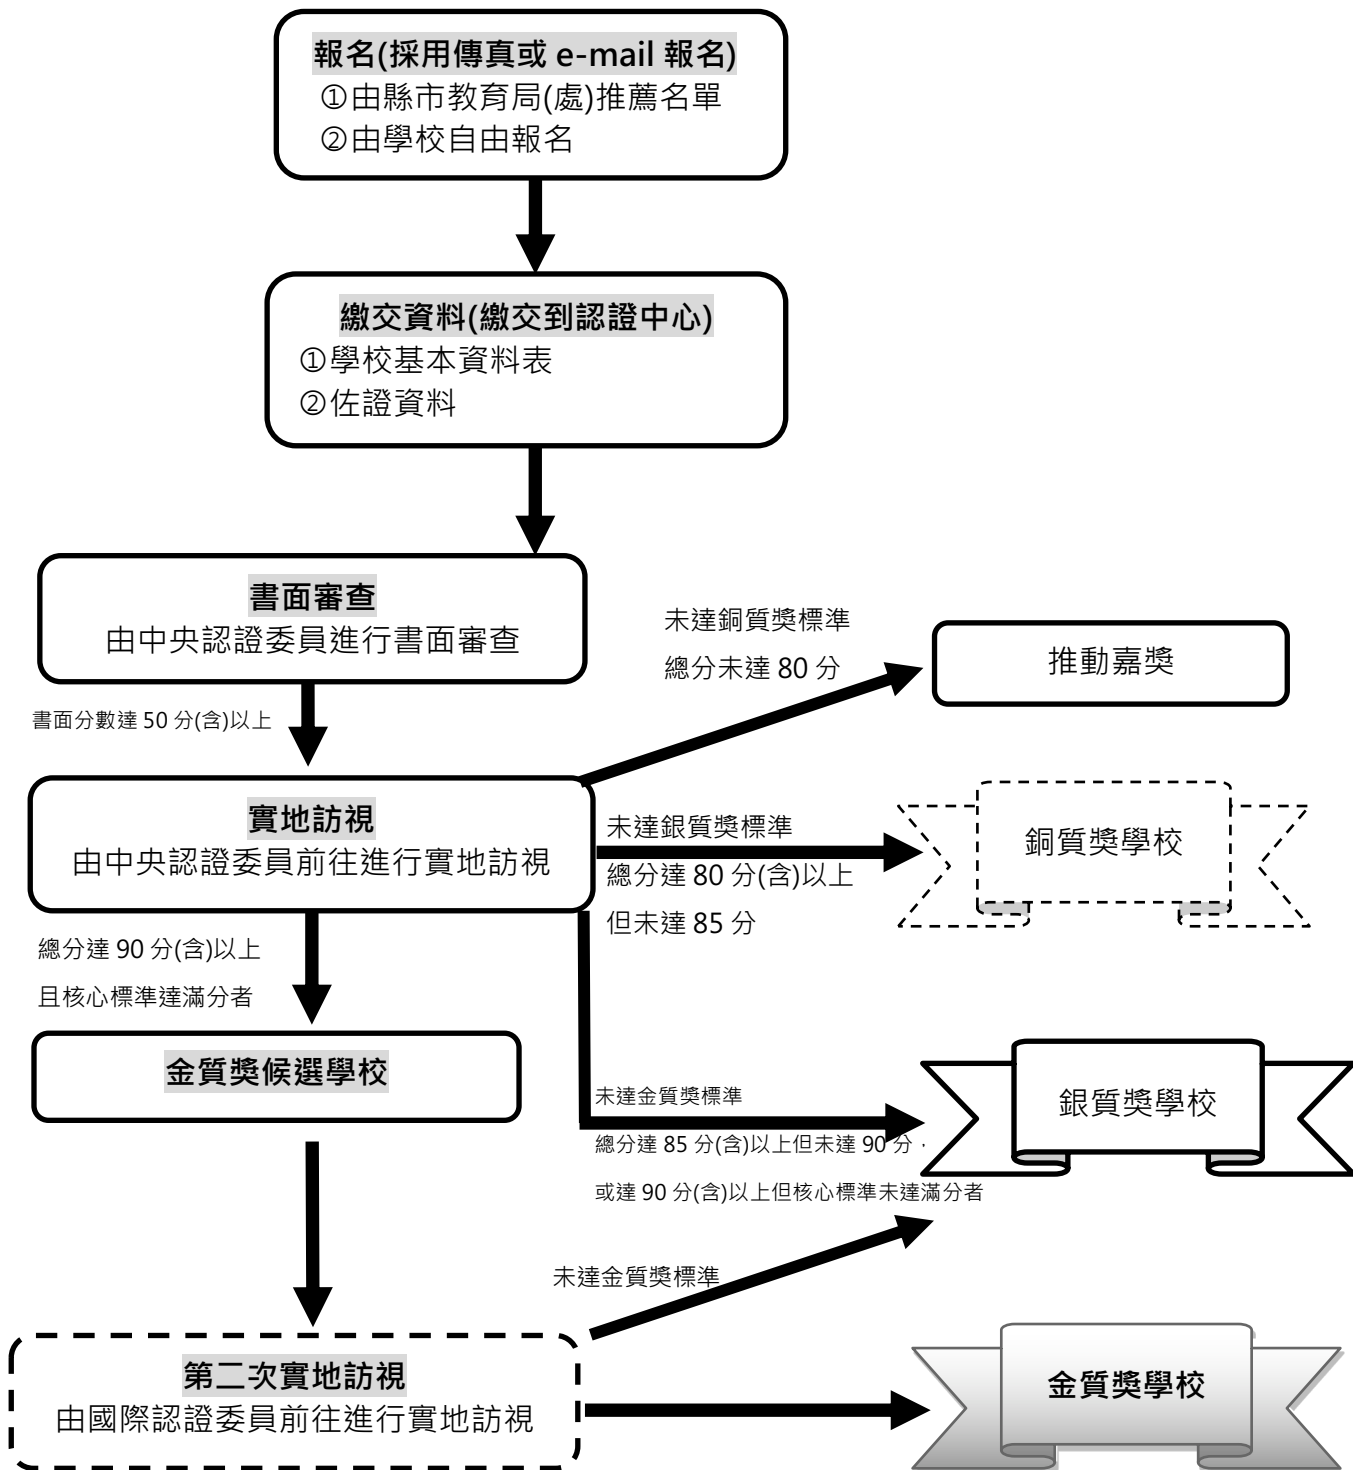 報名(採用傳真或 e-mail 報名)
①由縣市教育局(處)推薦名單
②由學校自由報名
繳交資料(繳交到認證中心)
①學校基本資料表
②佐證資料
書面審查
由中央認證委員進行書面審查
未達銅質獎標準
總分未達 80 分
推動嘉獎
書面分數達 50 分(含)以上
實地訪視
由中央認證委員前往進行實地訪視
未達銀質獎標準
總分達 80 分(含)以上
但未達 85 分
銅質獎學校
總分達 90 分(含)以上
且核心標準達滿分者
金質獎候選學校
未達金質獎標準
總分達 85 分(含)以上但未達 90 分，
或達 90 分(含)以上但核心標準未達滿分者
銀質獎學校
未達金質獎標準
第二次實地訪視
由國際認證委員前往進行實地訪視
金質獎學校